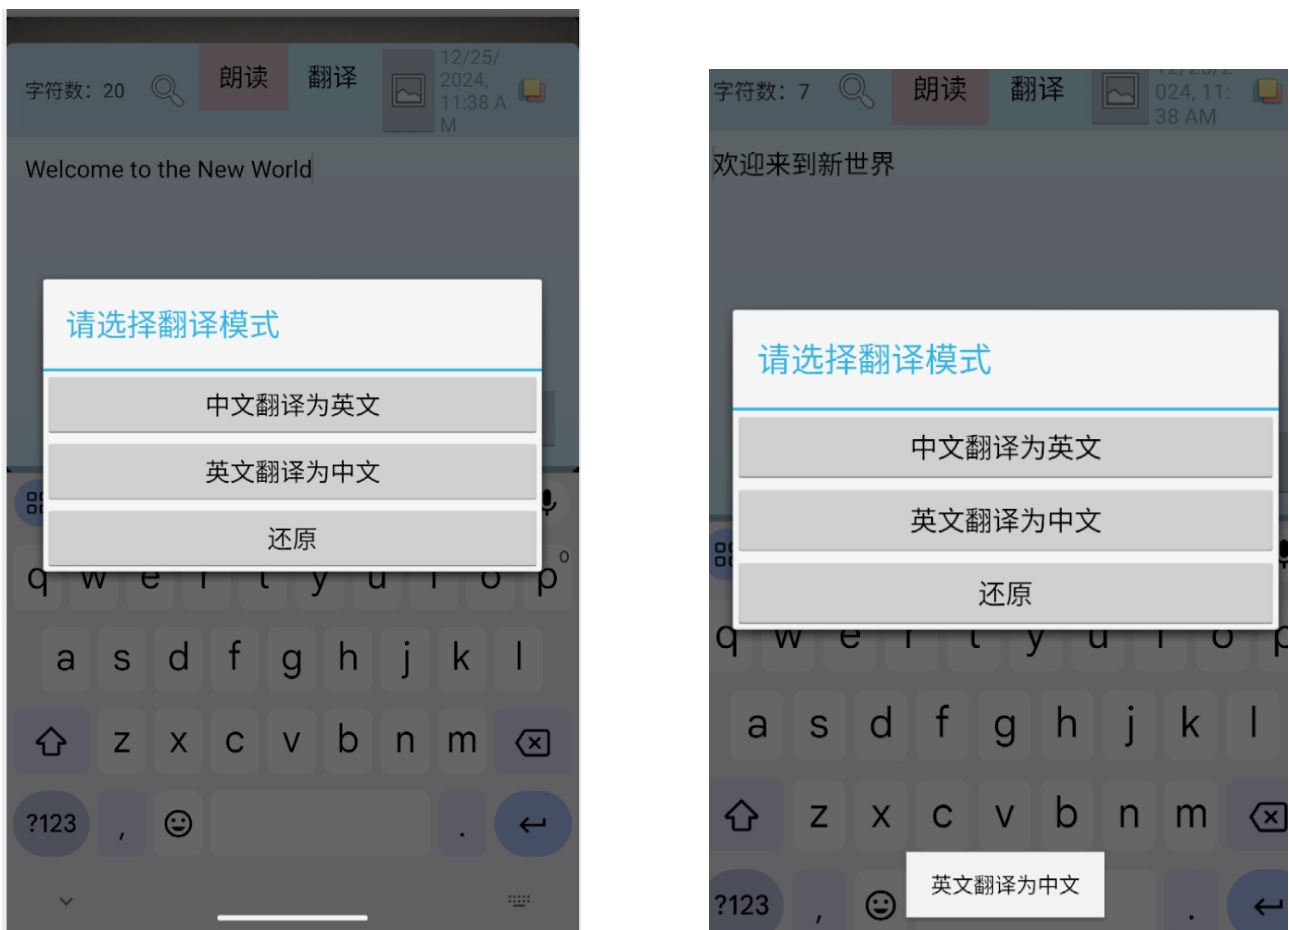 字符数：20
朗读
翻译
12/25/
2024,
11:38 A
M
Welcome to the New World
请选择翻译模式
中文翻译为英文
英文翻译为中文
还原
q w e r t y u i o p
o
a s d f g h j k l
z x c v b n m
?123 , .
字符数：7
朗读
翻译
12/25/2
024, 11:
38 AM
欢迎来到新世界
请选择翻译模式
中文翻译为英文
英文翻译为中文
还原
q w e r t y u i o p
a s d f g h j k l
z x c v b n m
英文翻译为中文
?123 , .